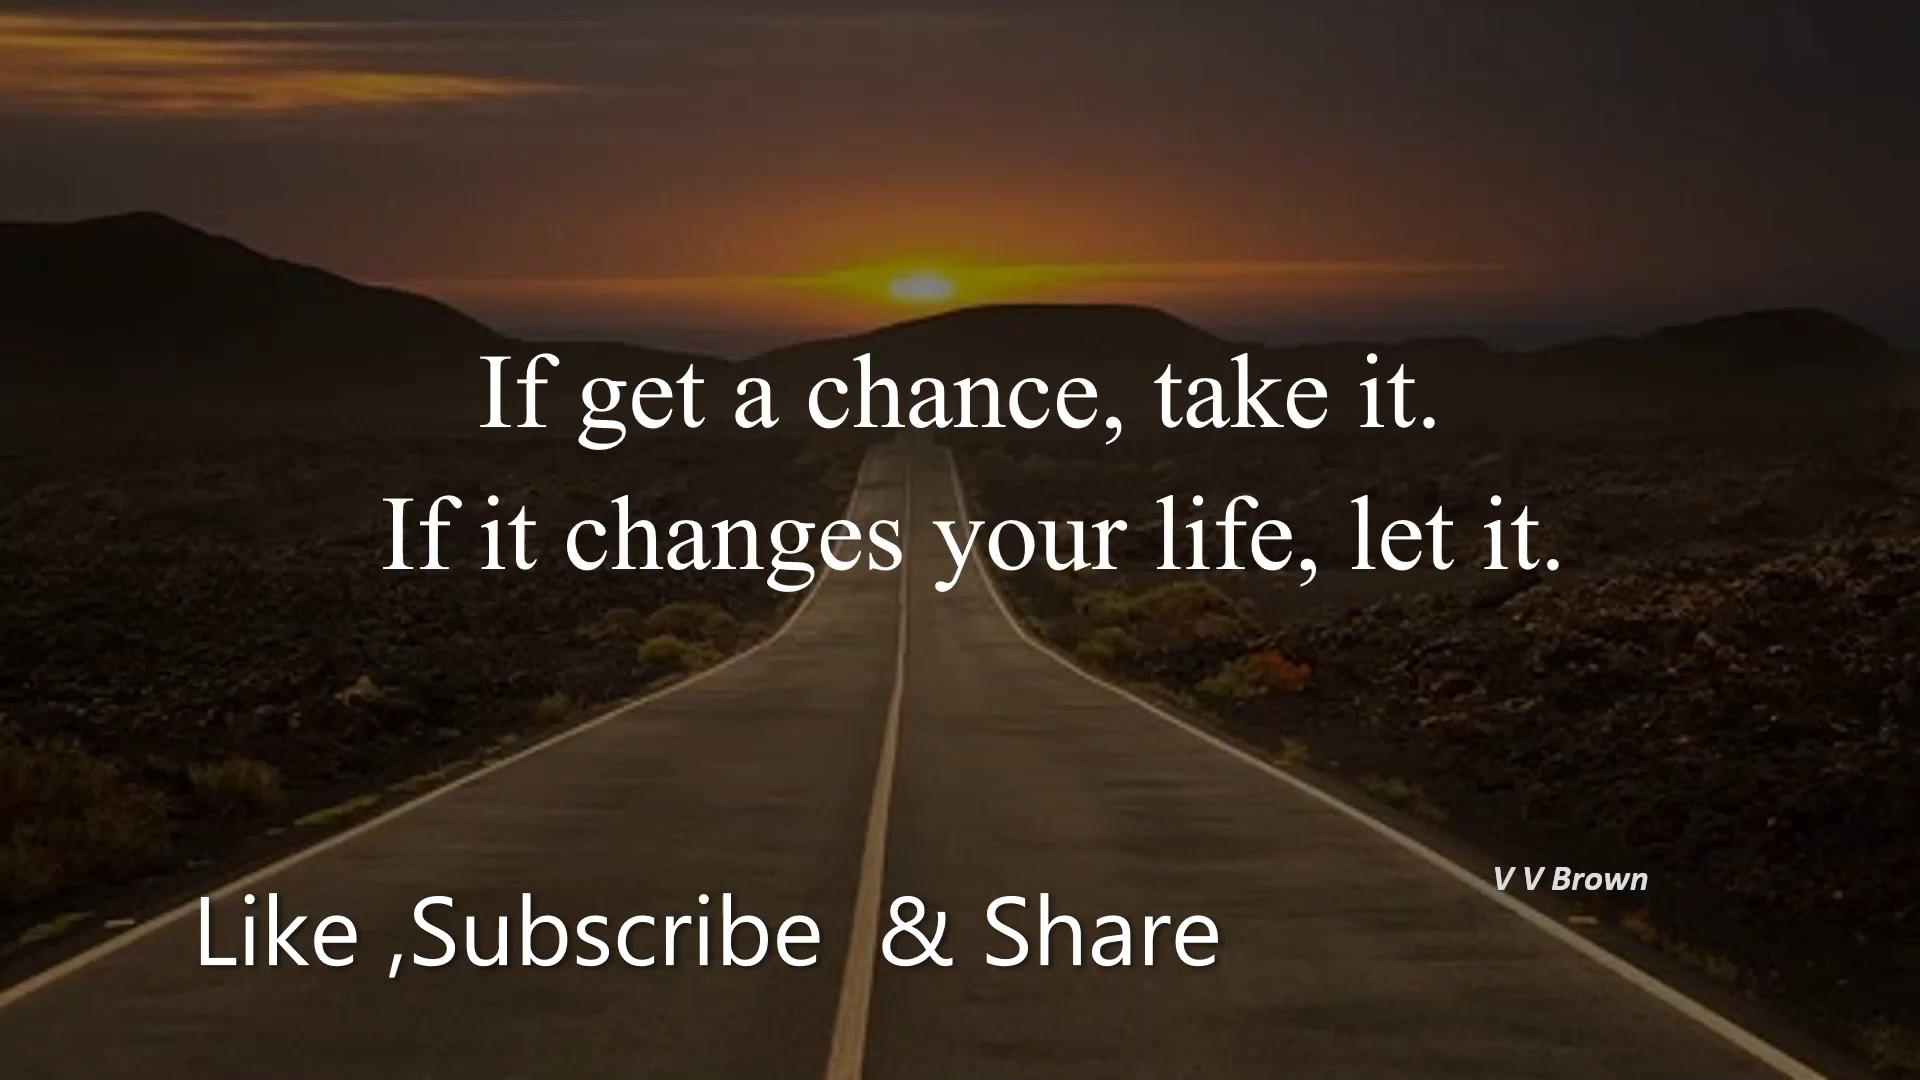 If get a chance, take it.
If it changes your life, let it.
V V Brown
Like ,Subscribe & Share